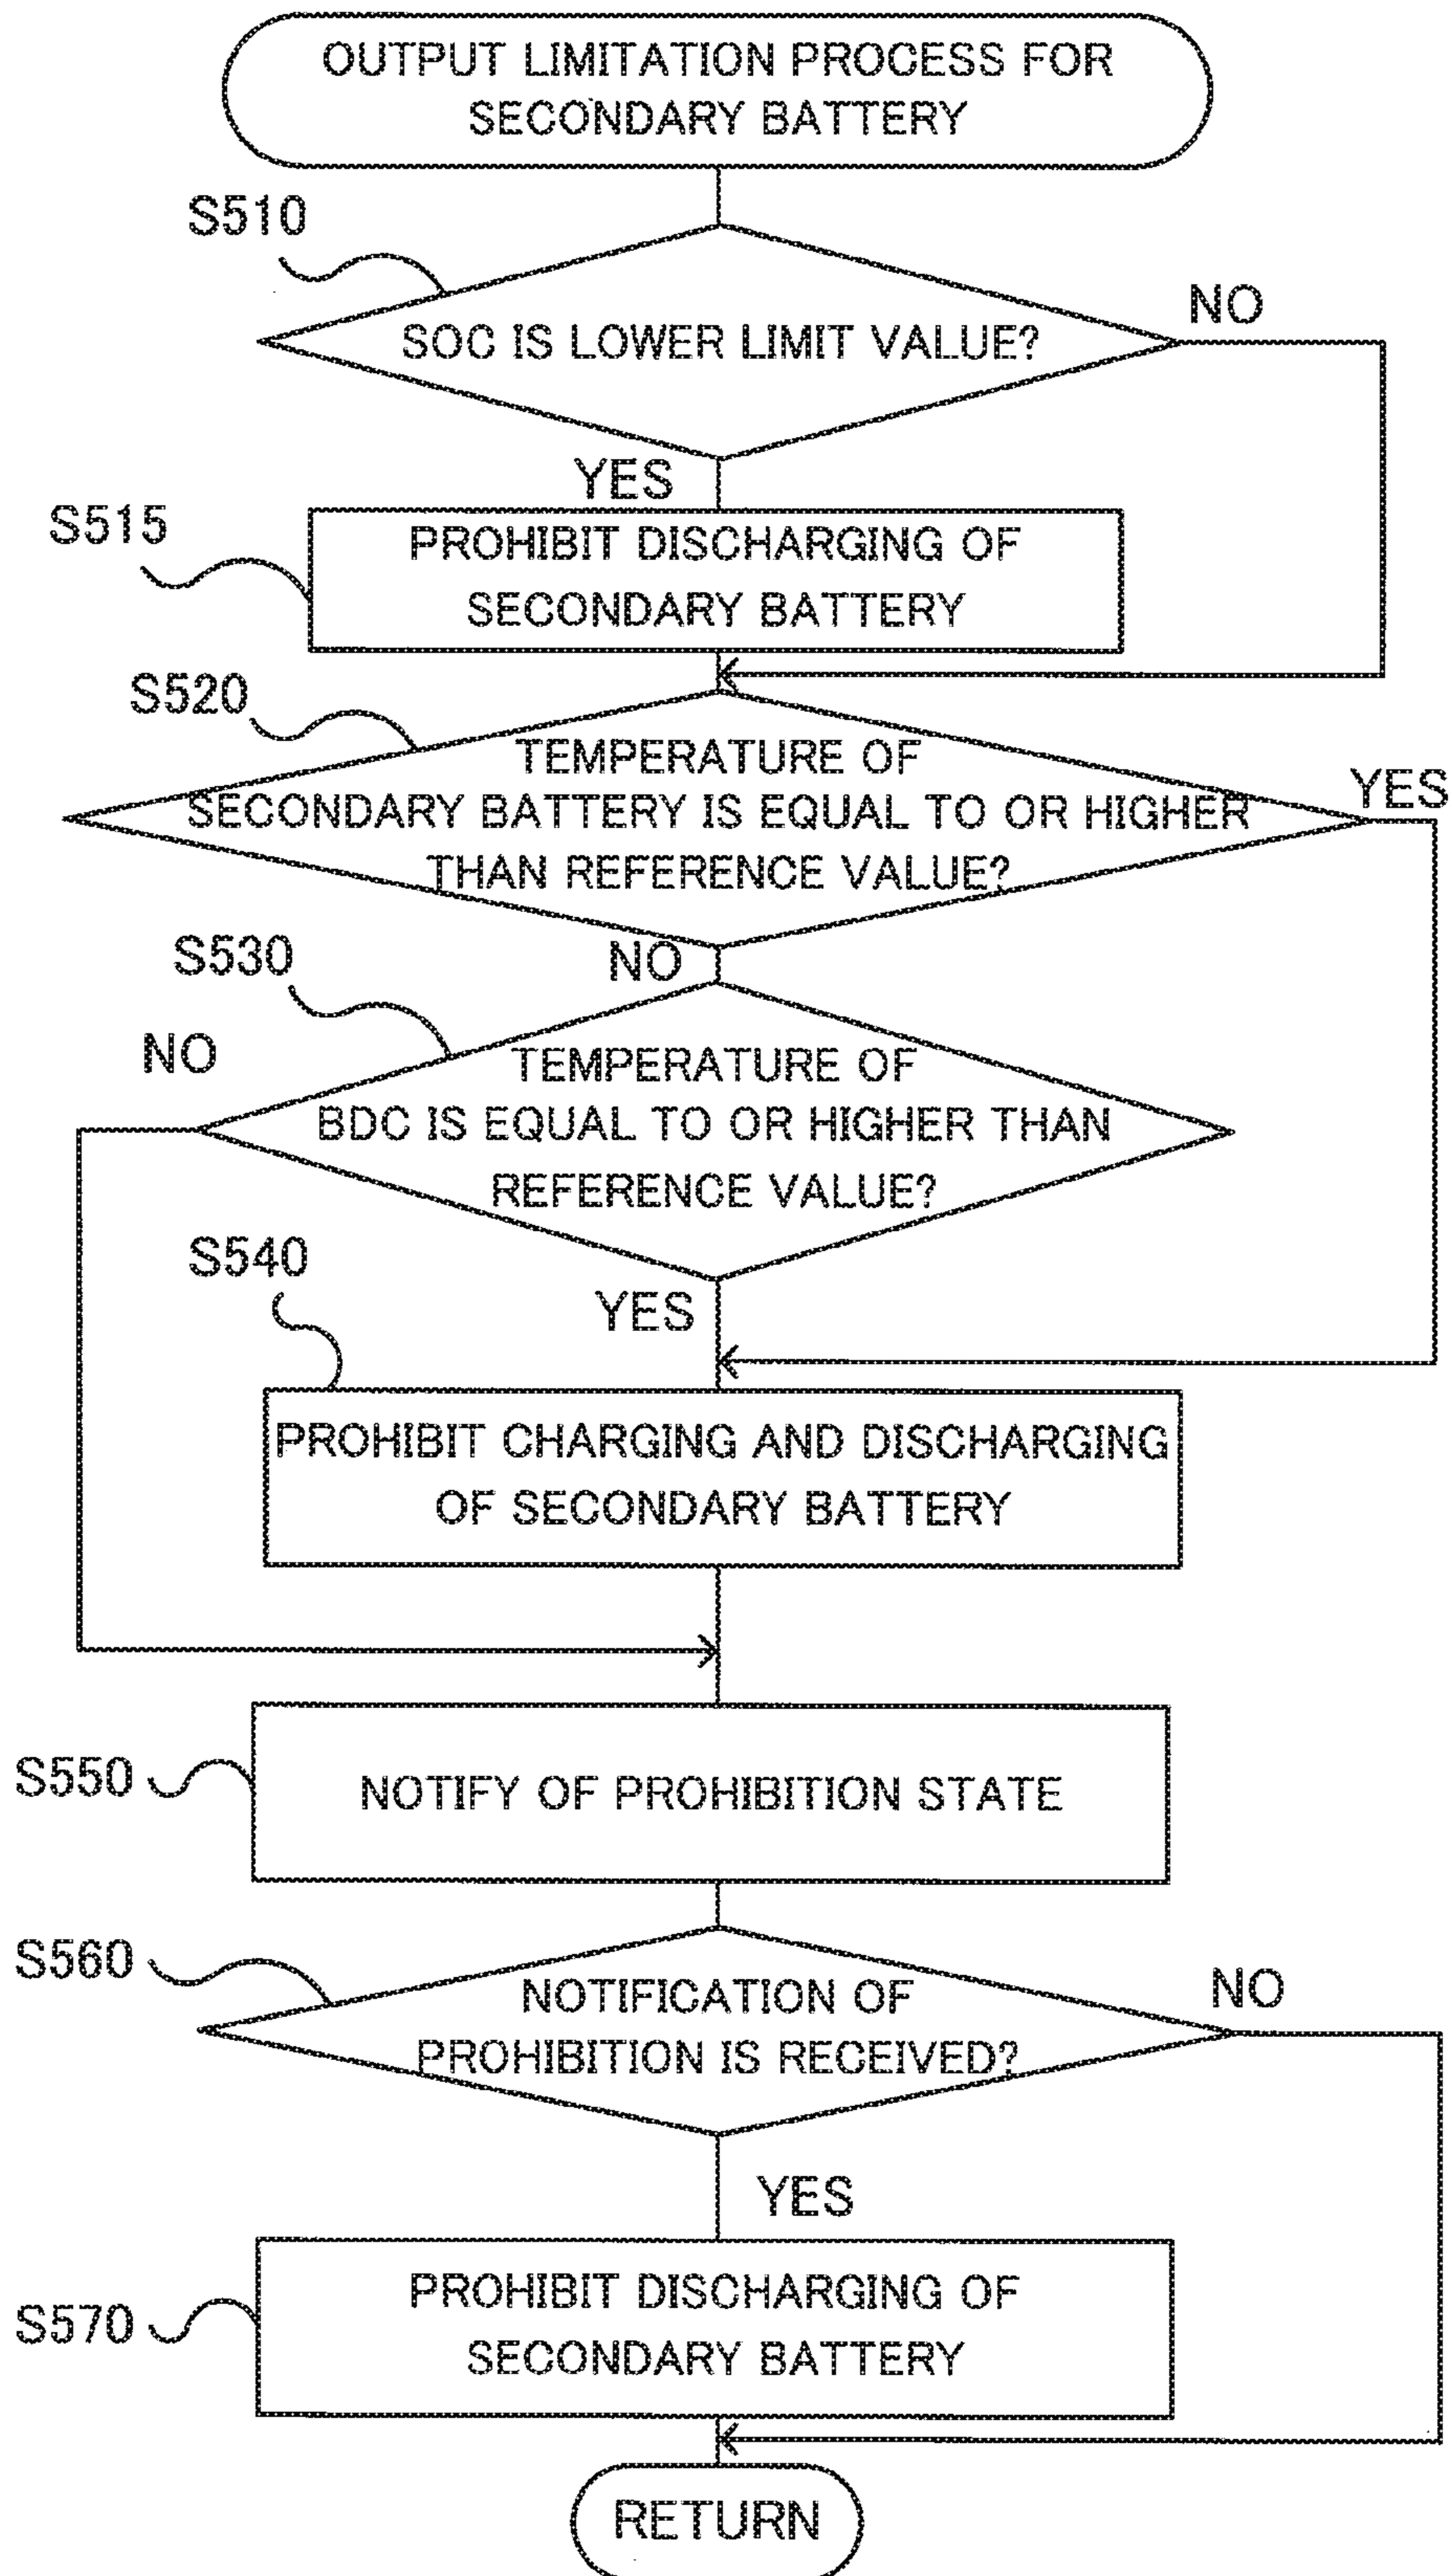 OUTPUT LIMITATION PROCESS FOR
SECONDARY BATTERY
S510
SOC IS LOWER LIMIT VALUE?
NO
YES
S515
PROHIBIT DISCHARGING OF
SECONDARY BATTERY
S520
TEMPERATURE OF
SECONDARY BATTERY IS EQUAL TO OR HIGHER
THAN REFERENCE VALUE?
YES
NO
S530
NO
TEMPERATURE OF
BDC IS EQUAL TO OR HIGHER THAN
REFERENCE VALUE?
S540
YES
PROHIBIT CHARGING AND DISCHARGING
OF SECONDARY BATTERY
S550
NOTIFY OF PROHIBITION STATE
S560
NOTIFICATION OF
PROHIBITION IS RECEIVED?
NO
YES
S570
PROHIBIT DISCHARGING OF
SECONDARY BATTERY
RETURN